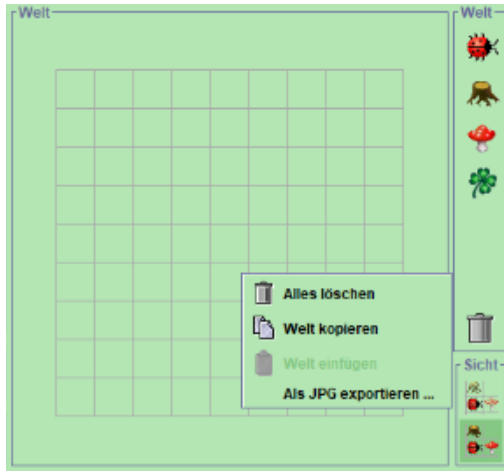 Welt
Welt
Alles löschen
Welt kopieren
Welt einfügen
Als JPG exportieren ...
Sicht